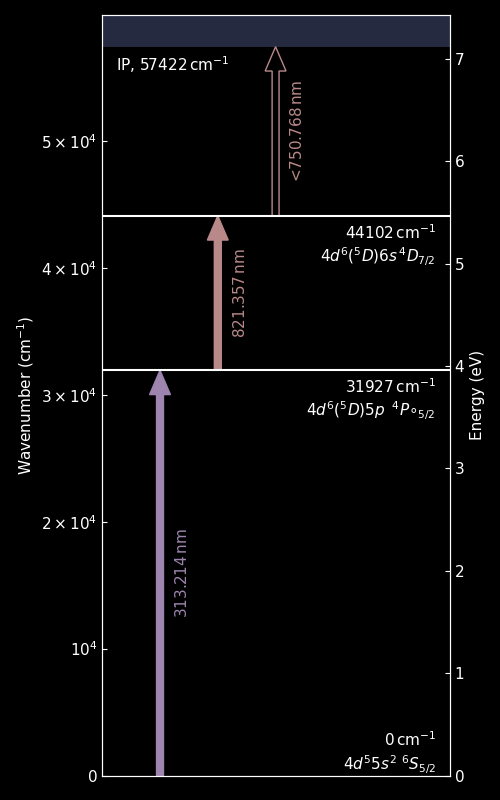 IP, 57422 cm⁻¹
<750.768 nm
44102 cm⁻¹
4d⁶(⁵D)6s ⁴D₇/₂
821.357 nm
31927 cm⁻¹
4d⁶(⁵D)5p ⁴P∘₅/₂
313.214 nm
0 cm⁻¹
4d⁵5s² ⁶S₅/₂
Wavenumber (cm⁻¹)
5 × 10⁴
4 × 10⁴
3 × 10⁴
2 × 10⁴
10⁴
0
Energy (eV)
7
6
5
4
3
2
1
0